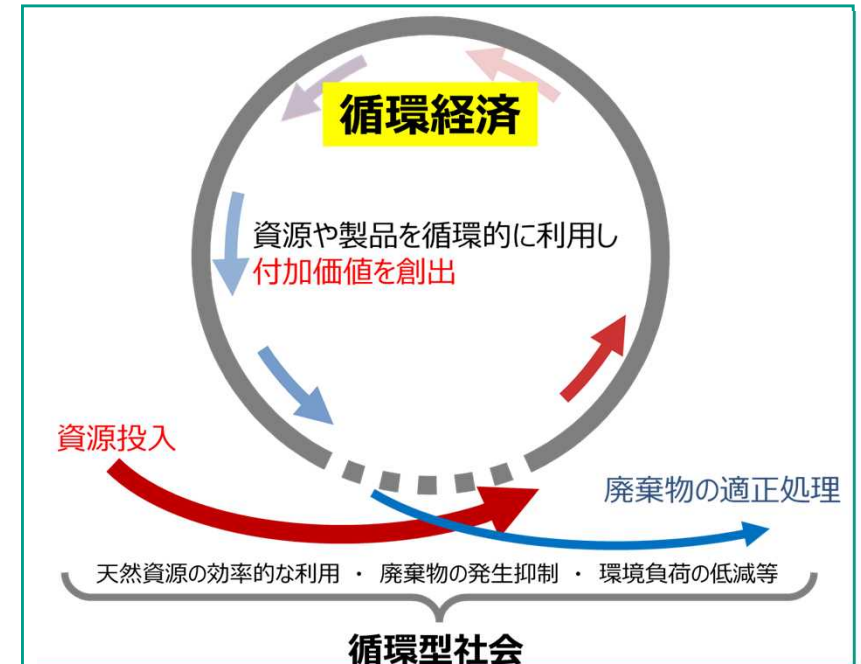 循環経済
資源や製品を循環的に利用し
付加価値を創出
資源投入
廃棄物の適正処理
天然資源の効率的な利用 ・ 廃棄物の発生抑制 ・ 環境負荷の低減等
循環型社会